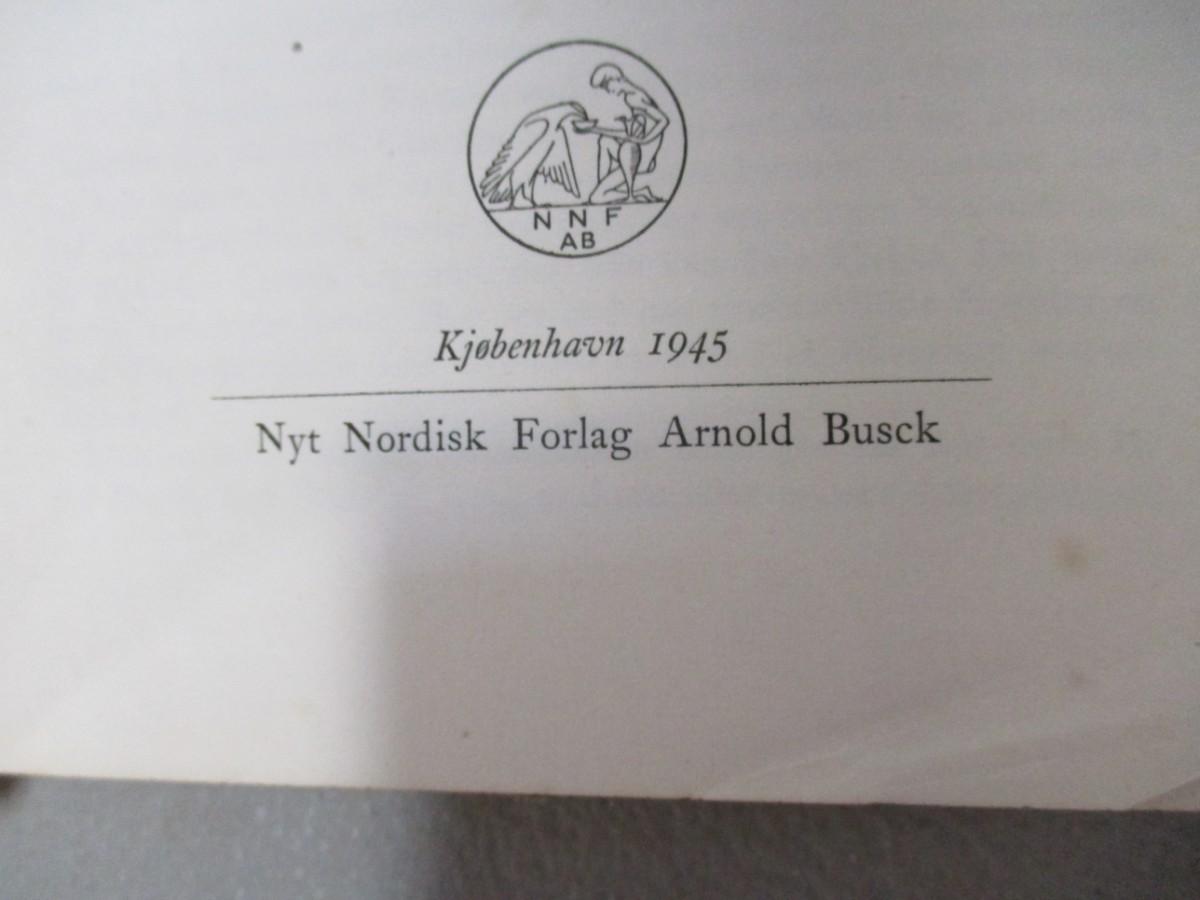 N N F
AB
Kjøbenhavn 1945
Nyt Nordisk Forlag Arnold Busck